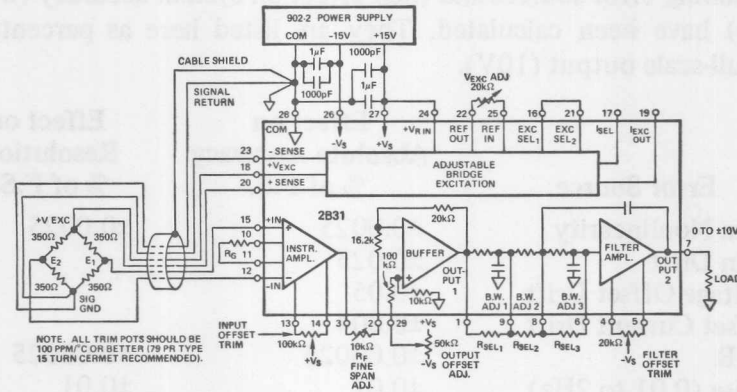 902-2 POWER SUPPLY
COM -15V +15V
1µF 1000pF
1000pF 1µF
CABLE SHIELD
SIGNAL RETURN
VEXC ADJ
20kΩ
28 26 27 24 22 25 16 21 17 19
-VS +VS
COM
+VR IN
REF OUT
REF IN
EXC SEL1
EXC SEL2
ISEL
IEXC OUT
23 - SENSE
18 +VEXC
20 + SENSE
ADJUSTABLE BRIDGE EXCITATION
2B31
+V EXC
350Ω 350Ω
E2 E1
350Ω 350Ω
SIG GND
15 +IN
10
RG 11
12 -IN
INSTR. AMPL.
16.2k
20kΩ
100 kΩ
BUFFER
10kΩ
OUT PUT
B.W. ADJ 1
B.W. ADJ 2
B.W. ADJ 3
FILTER AMPL.
OUT PUT
7
0 TO ±10V
LOAD
INPUT OFFSET TRIM
13 14 3 1 2 29 9 8 6 4 5
100kΩ
+VS
10kΩ
RF FINE SPAN ADJ.
+VS
50kΩ
-VS
OUTPUT OFFSET ADJ.
RSEL1 RSEL2 RSEL3
20kΩ
-VS
FILTER OFFSET TRIM
NOTE. ALL TRIM POTS SHOULD BE
100 PPM/°C OR BETTER (79 PR TYPE
15 TURN CERMET RECOMMENDED).